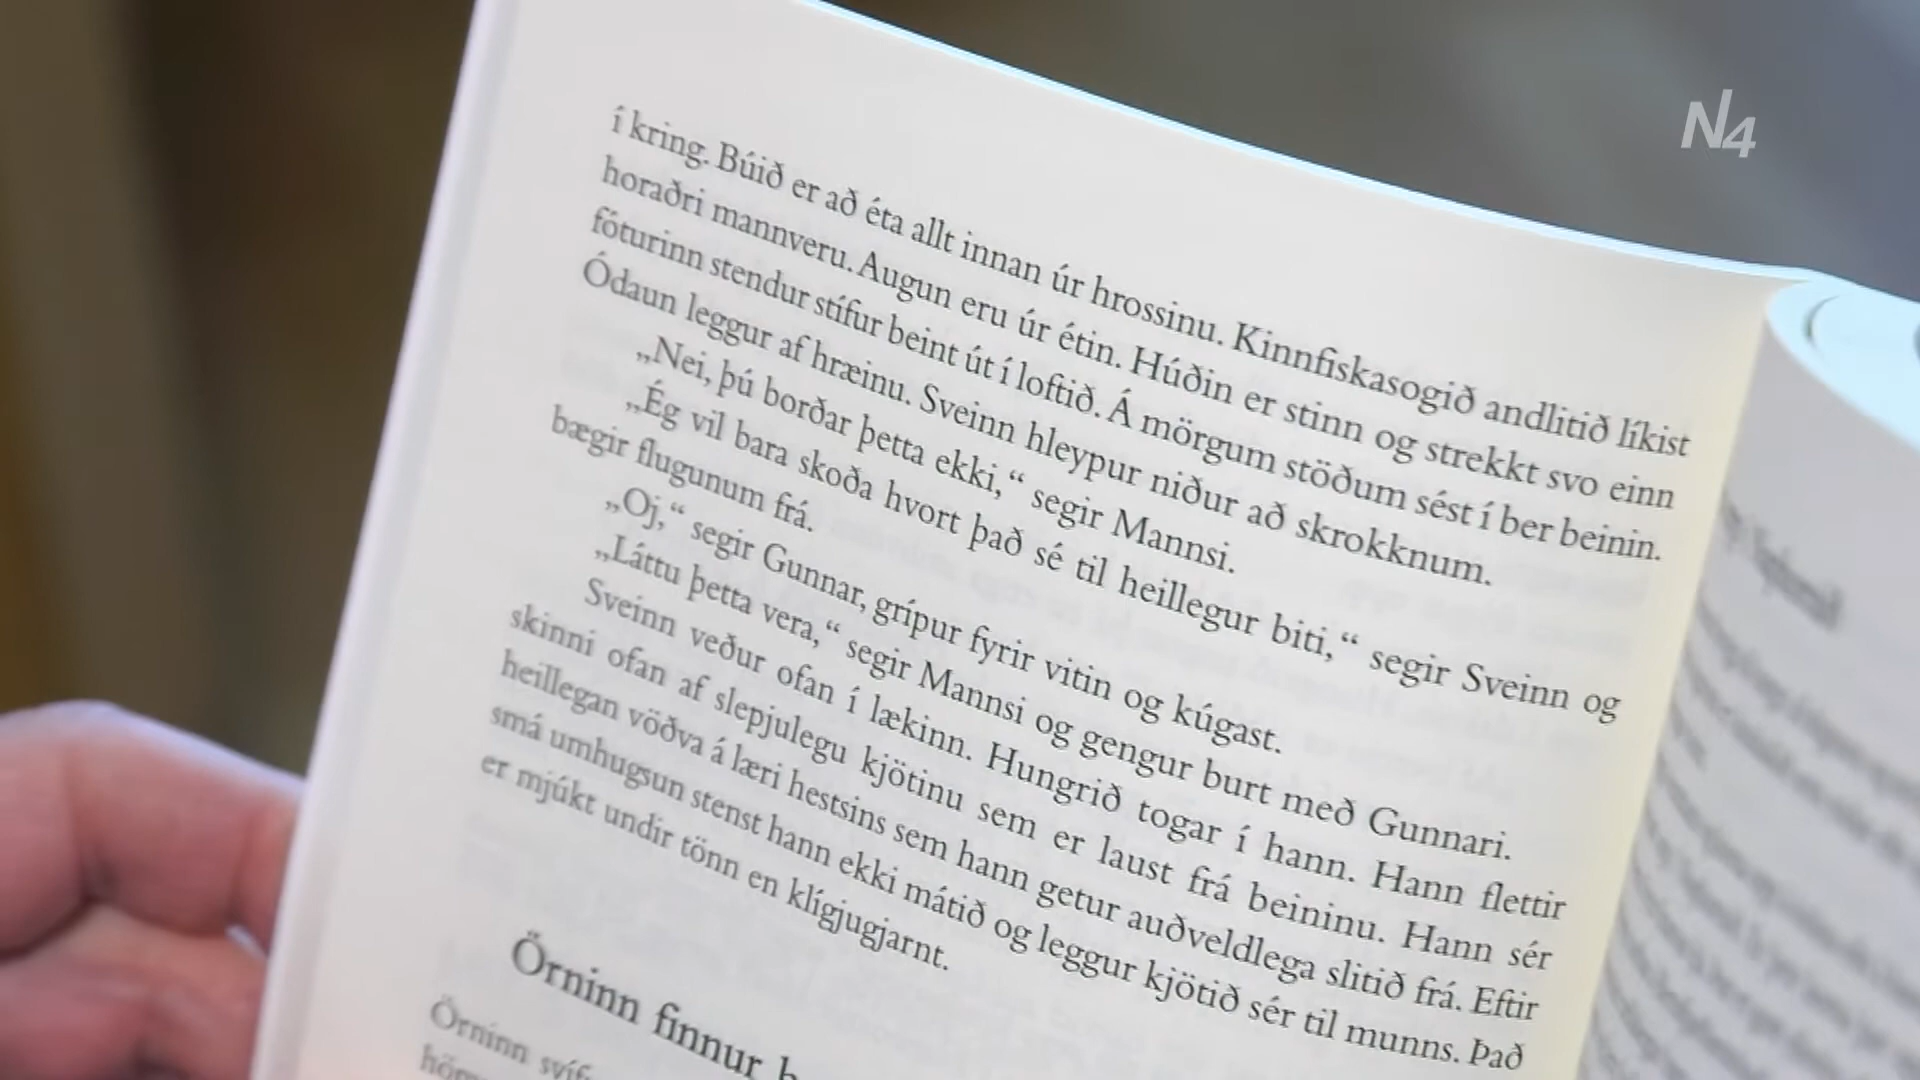 N4
í kring. Búið er að éta allt innan úr hrossinu. Kinnfiskasogið andlitið líkist
horaðri mannveru. Augun eru úr étin. Húðin er stinn og strekkt svo einn
fóturinn stendur stífur beint út í loftið. Á mörgum stöðum sést í ber beinin.
Ódaun leggur af hræinu. Sveinn hleypur niður að skrokknum.
„Nei, þú borðar þetta ekki,“ segir Mannsi.
„Ég vil bara skoða hvort það sé til heillegur biti,“ segir Sveinn og
bægir flugunum frá.
„Oj,“ segir Gunnar, grípur fyrir vitin og kúgast.
„Láttu þetta vera,“ segir Mannsi og gengur burt með Gunnari.
Sveinn veður ofan í lækinn. Hungrið togar í hann. Hann flettir
skinni ofan af slepjulegu kjötinu sem er laust frá beininu. Hann sér
heillegan vöðva á læri hestsins sem hann getur auðveldlega slitið frá. Eftir
smá umhugsun stenst hann ekki mátið og leggur kjötið sér til munns. Það
er mjúkt undir tönn en klígjugjarnt.
Örninn finnur
Örninn